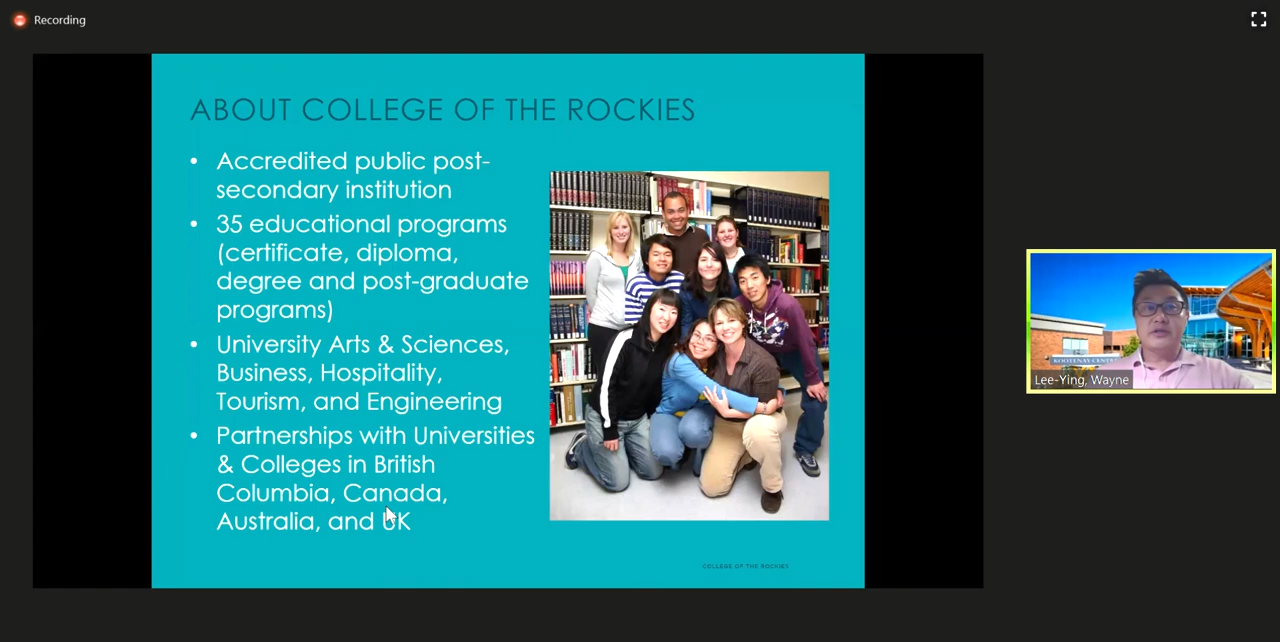 Recording
ABOUT COLLEGE OF THE ROCKIES
• Accredited public post-
secondary institution
• 35 educational programs
(certificate, diploma,
degree and post-graduate
programs)
• University Arts & Sciences,
Business, Hospitality,
Tourism, and Engineering
• Partnerships with Universities
& Colleges in British
Columbia, Canada,
Australia, and UK
COLLEGE OF THE ROCKIES
KOOTENAY CENTRE
Lee-Ying, Wayne